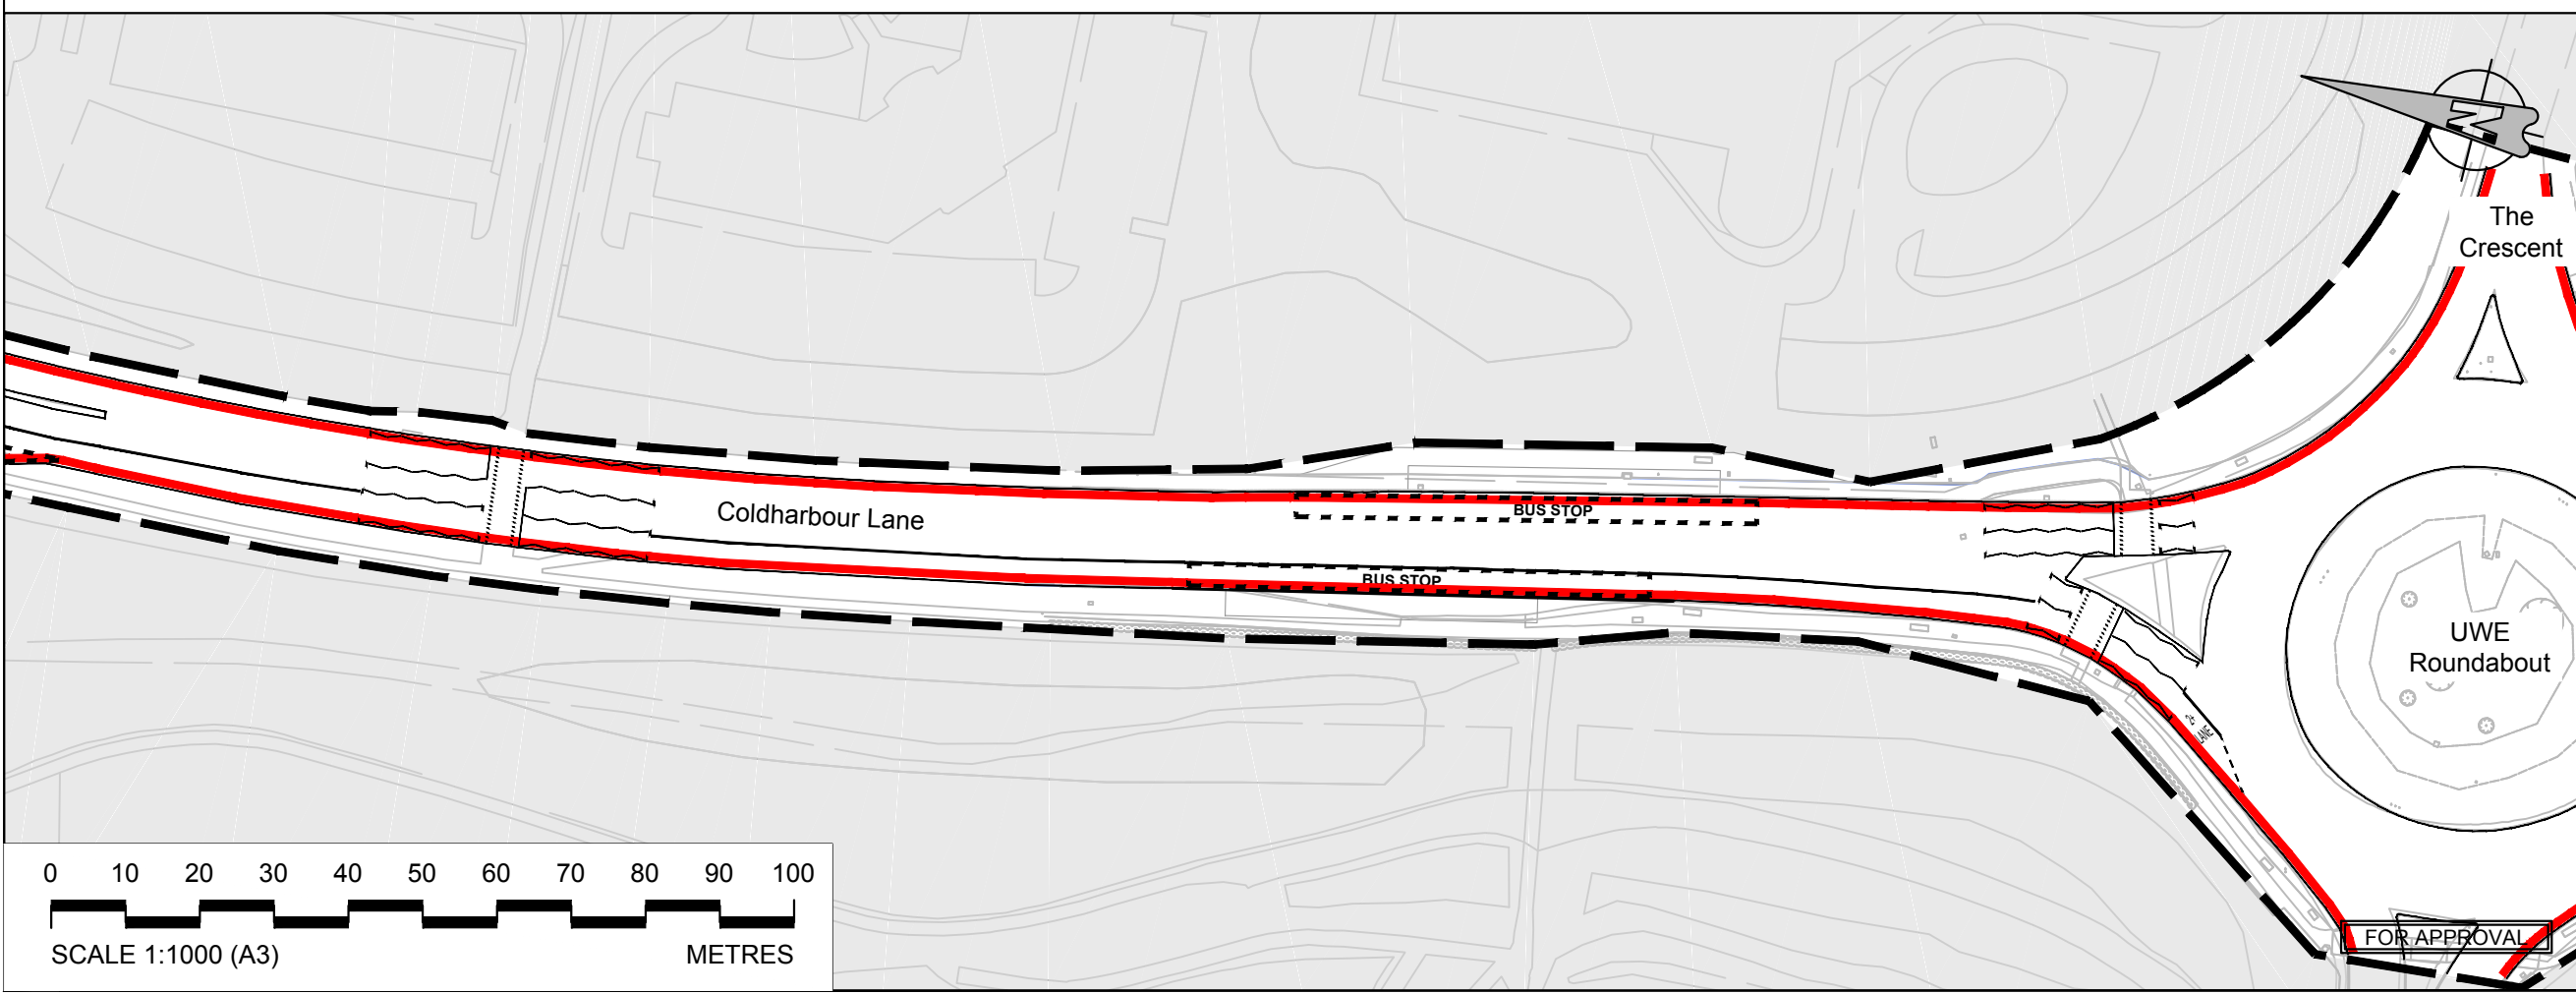 N
The
Crescent
Coldharbour Lane
BUS STOP
BUS STOP
UWE
Roundabout
LANE
0 10 20 30 40 50 60 70 80 90 100
SCALE 1:1000 (A3) METRES
FOR APPROVAL